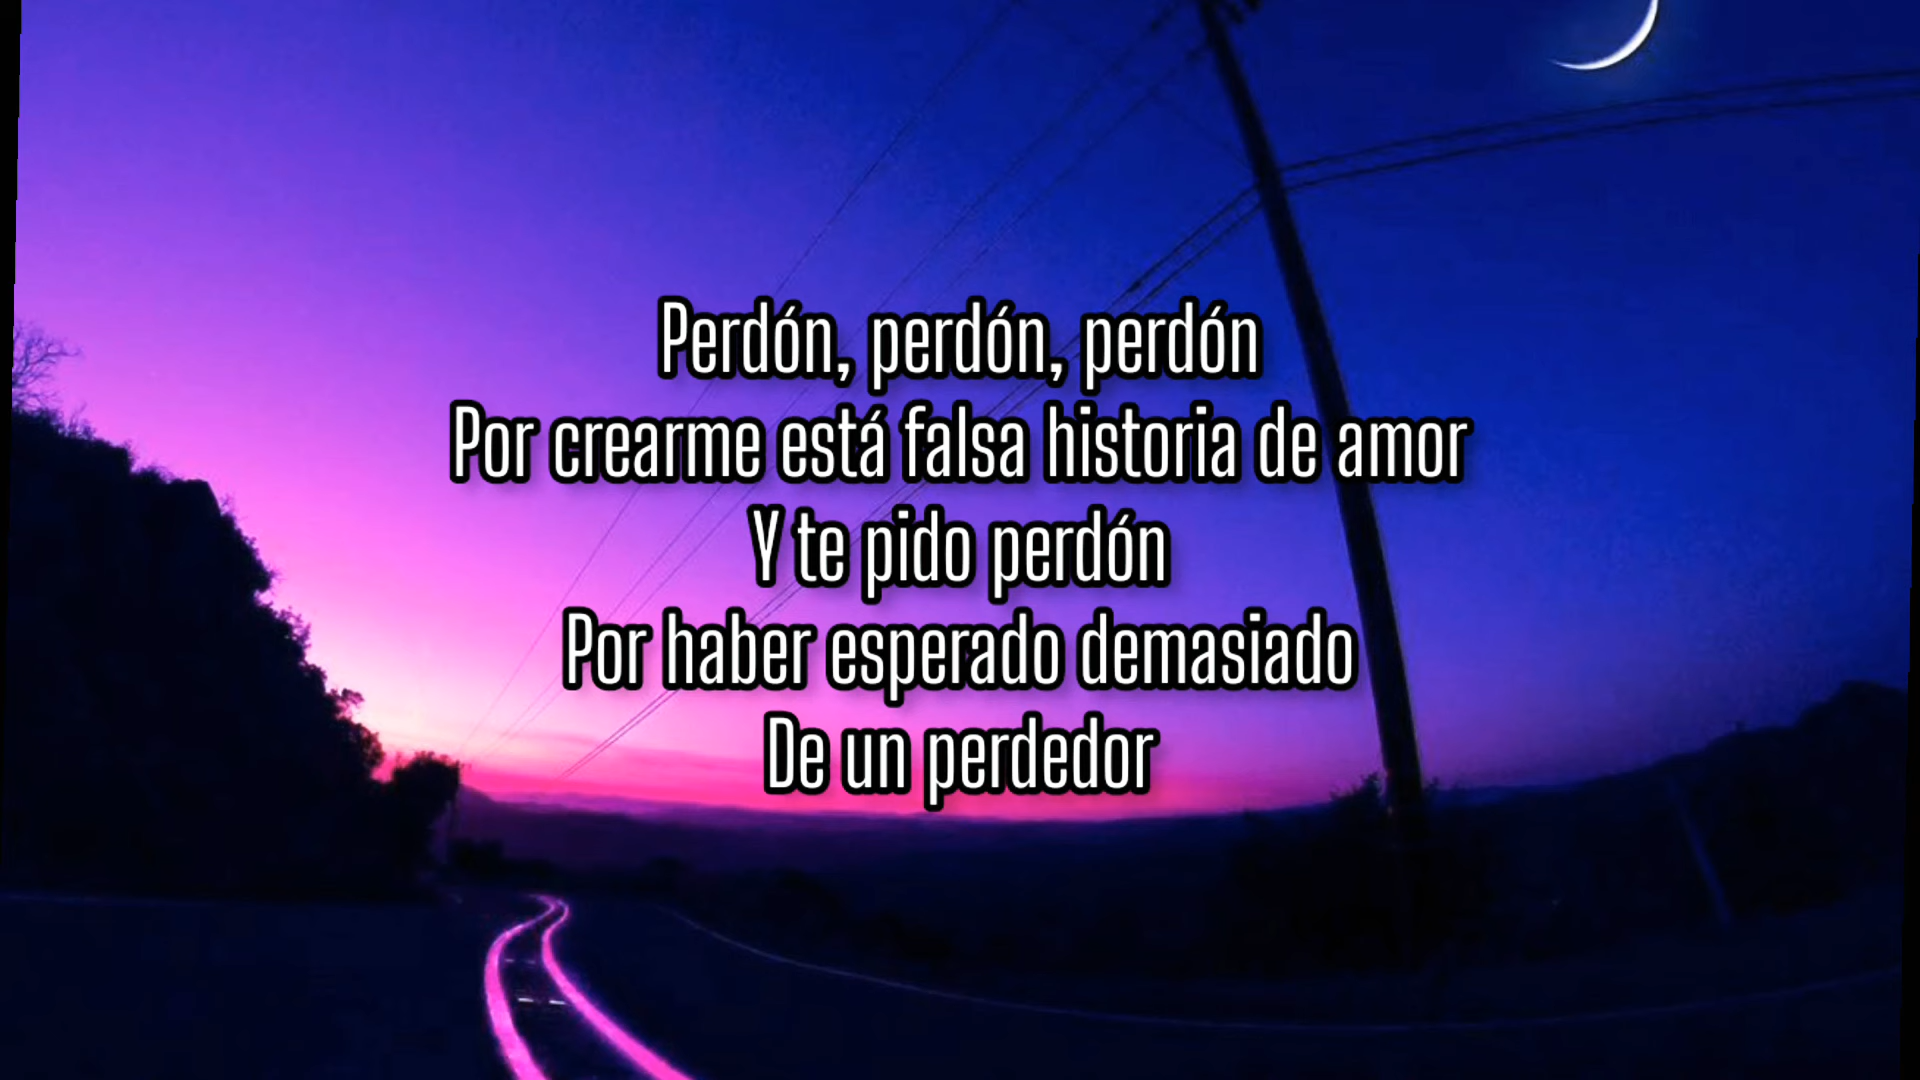 Perdón, perdón, perdón
Por crearme está falsa historia de amor
Y te pido perdón
Por haber esperado demasiado
De un perdedor